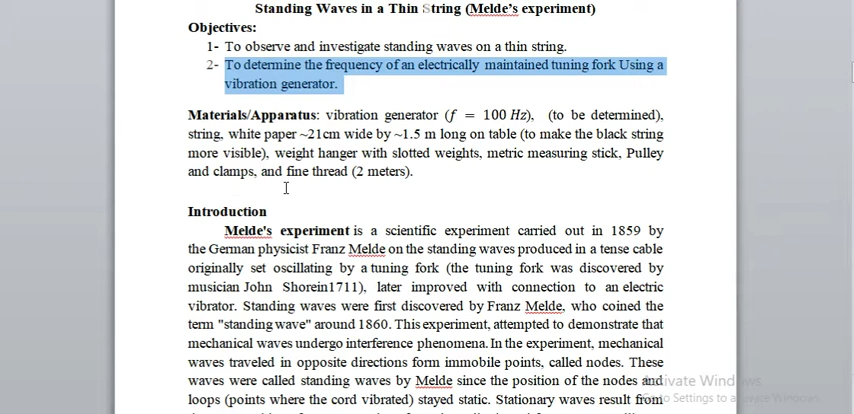 Standing Waves in a Thin String (Melde's experiment)
Objectives:
1- To observe and investigate standing waves on a thin string.
2- To determine the frequency of an electrically maintained tuning fork Using a
vibration generator.
Materials/Apparatus: vibration generator (f = 100 Hz), (to be determined),
string, white paper ~21cm wide by ~1.5 m long on table (to make the black string
more visible), weight hanger with slotted weights, metric measuring stick, Pulley
and clamps, and fine thread (2 meters).
Introduction
Melde's experiment is a scientific experiment carried out in 1859 by
the German physicist Franz Melde on the standing waves produced in a tense cable
originally set oscillating by a tuning fork (the tuning fork was discovered by
musician John Shorein1711), later improved with connection to an electric
vibrator. Standing waves were first discovered by Franz Melde, who coined the
term "standing wave" around 1860. This experiment, attempted to demonstrate that
mechanical waves undergo interference phenomena. In the experiment, mechanical
waves traveled in opposite directions form immobile points, called nodes. These
waves were called standing waves by Melde since the position of the nodes and
loops (points where the cord vibrated) stayed static. Stationary waves result from
Activate Windows
Go to Settings to activate Windows.